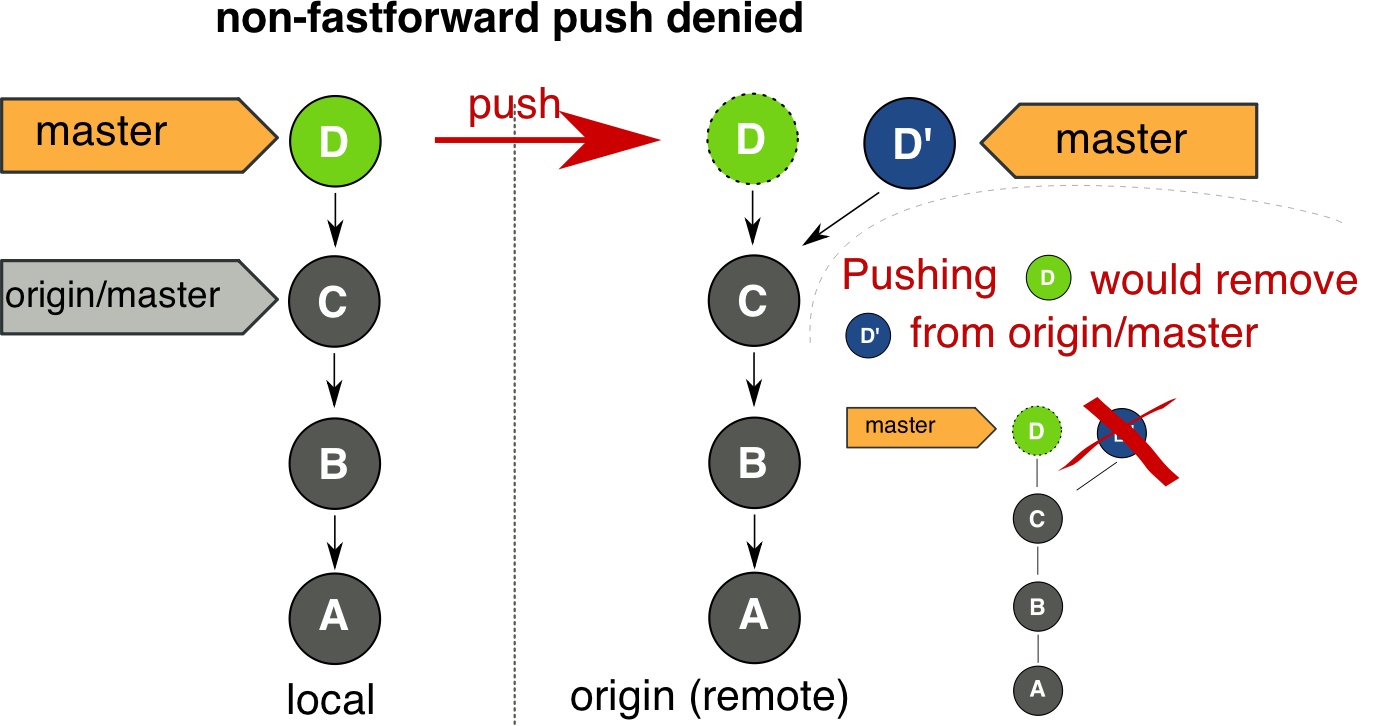 non-fastforward push denied
push
master
D
D
D'
master
origin/master
C
C
Pushing D would remove
D' from origin/master
B
B
master
D
C
B
A
A
A
local
origin (remote)